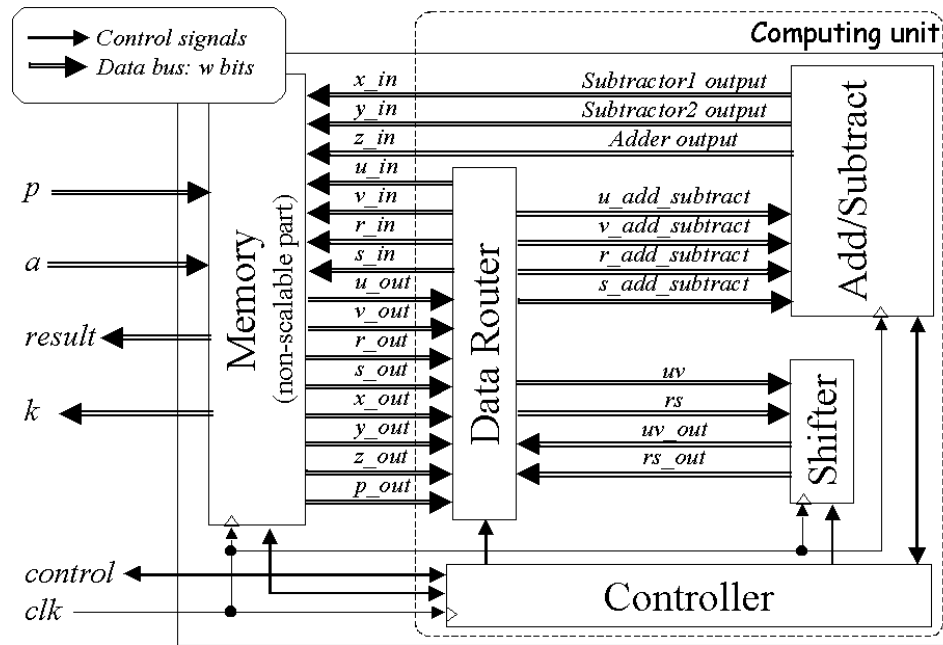 Control signals
Data bus: w bits
Computing unit
x_in
Subtractor1 output
y_in
Subtractor2 output
z_in
Adder output
u_in
v_in
r_in
s_in
u_out
v_out
r_out
s_out
x_out
y_out
z_out
p_out
u_add_subtract
v_add_subtract
r_add_subtract
s_add_subtract
uv
rs
uv_out
rs_out
p
a
result
k
control
clk
Memory
(non-scalable part)
Data Router
Add/Subtract
Shifter
Controller